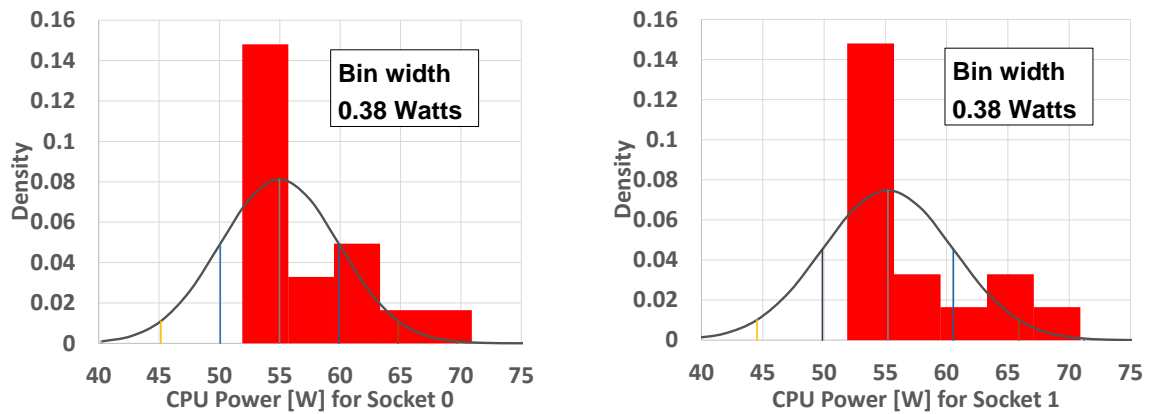 0.16
0.14
0.12
0.1
0.08
0.06
0.04
0.02
0
Density
Bin width
0.38 Watts
40 45 50 55 60 65 70 75
CPU Power [W] for Socket 0
0.16
0.14
0.12
0.1
0.08
0.06
0.04
0.02
0
Density
Bin width
0.38 Watts
40 45 50 55 60 65 70 75
CPU Power [W] for Socket 1